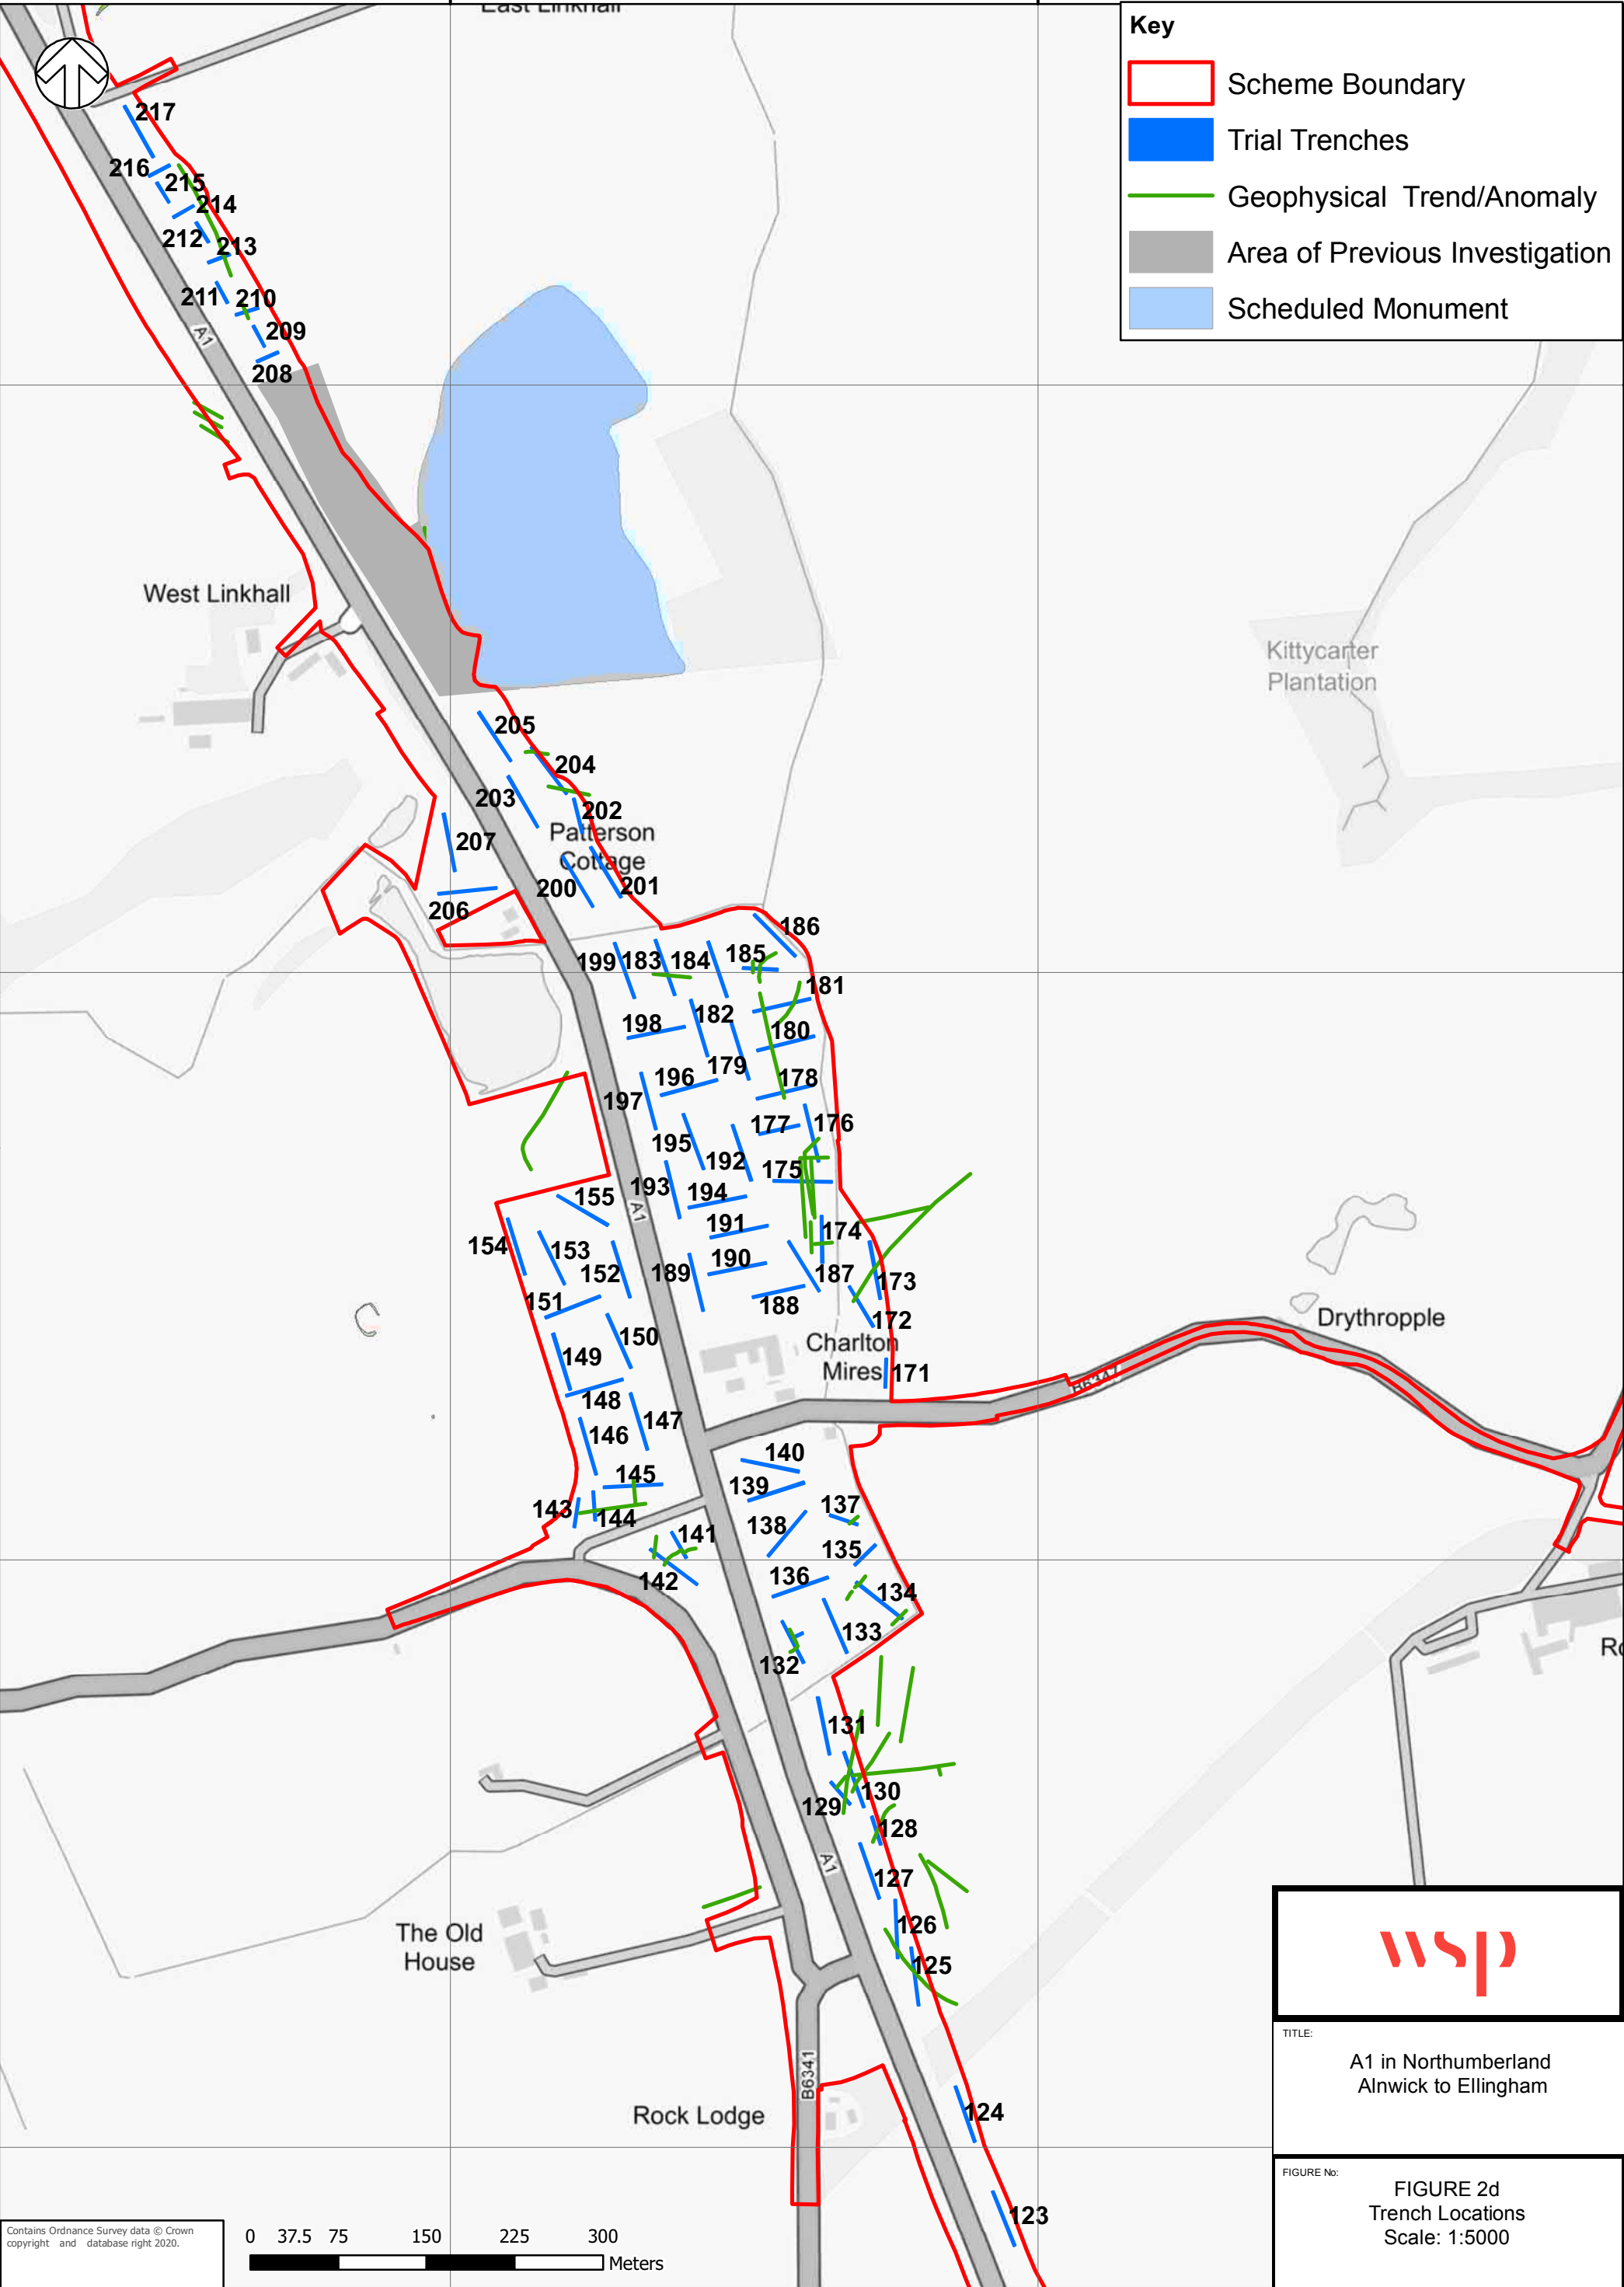 East Linkhall
Key
Scheme Boundary
Trial Trenches
Geophysical Trend/Anomaly
Area of Previous Investigation
Scheduled Monument
217
216
215
214
212
213
211
210
209
A1
208
West Linkhall
Kittycarter
Plantation
205
204
203
202
Patterson
Cottage
207
200
201
206
186
199
183
184
185
181
198
182
180
179
196
178
197
177
176
195
192
175
193
194
155
A1
191
174
154
153
152
189
190
187
173
151
188
172
Drythropple
150
149
Charlton
Mires
171
B6347
148
147
146
140
145
139
143
144
137
138
141
135
142
136
134
133
132
131
130
129
128
A1
127
126
The Old
House
125
wsp
TITLE:
A1 in Northumberland
Alnwick to Ellingham
B6341
Rock Lodge
124
FIGURE No:
FIGURE 2d
Trench Locations
Scale: 1:5000
123
Contains Ordnance Survey data © Crown
copyright and database right 2020.
0 37.5 75 150 225 300
Meters